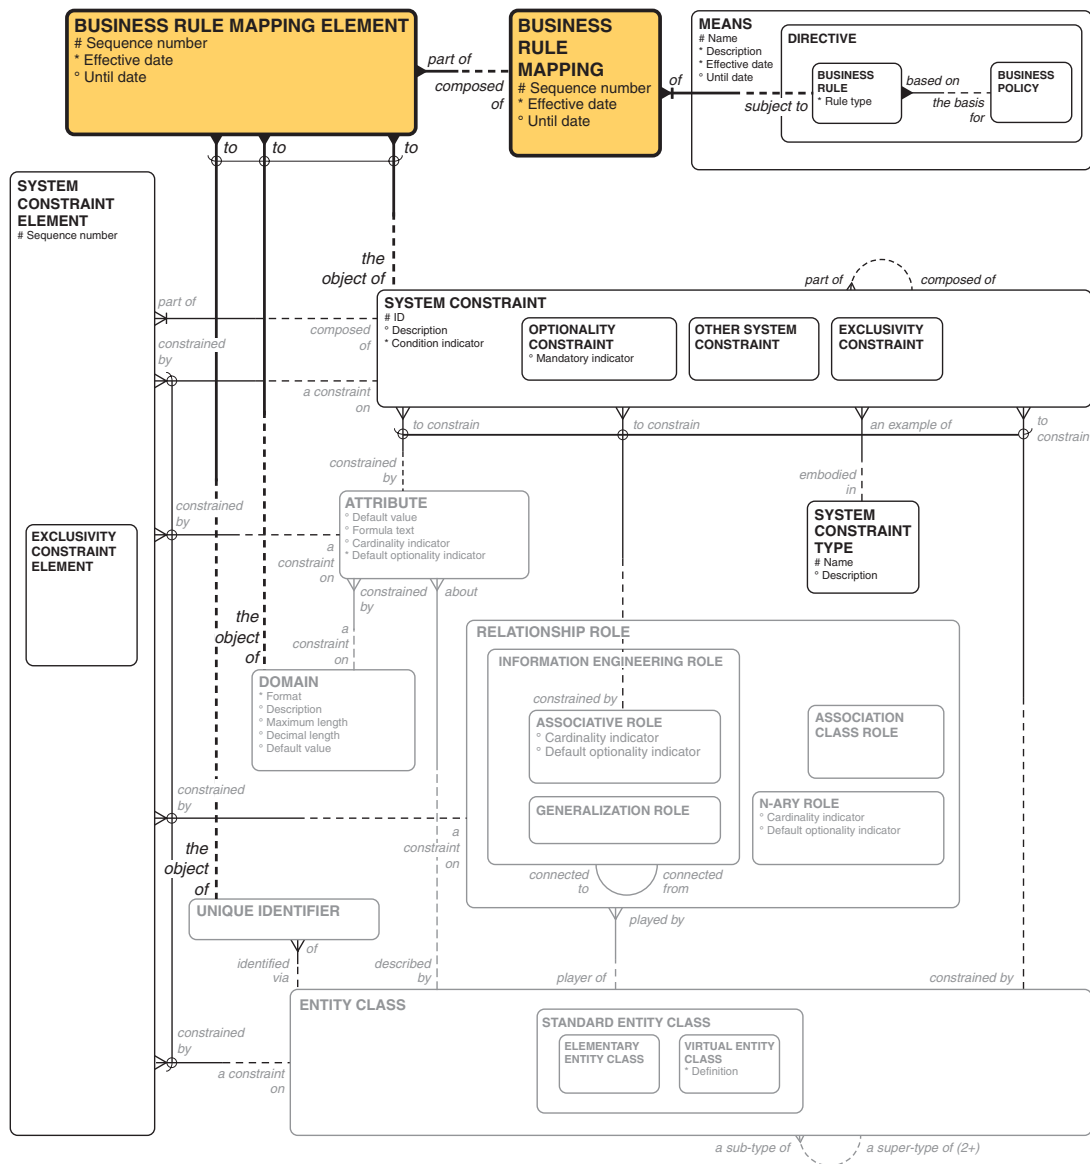 BUSINESS RULE MAPPING ELEMENT
# Sequence number
* Effective date
° Until date
part of
composed
of
BUSINESS
RULE
MAPPING
# Sequence number
* Effective date
° Until date
of
subject to
MEANS
# Name
* Description
* Effective date
° Until date
DIRECTIVE
BUSINESS
RULE
* Rule type
based on
the basis
for
BUSINESS
POLICY
to
to
to
SYSTEM
CONSTRAINT
ELEMENT
# Sequence number
the
object of
part of
composed of
part of
composed
of
constrained
by
a constraint
on
SYSTEM CONSTRAINT
# ID
° Description
* Condition indicator
OPTIONALITY
CONSTRAINT
° Mandatory indicator
OTHER SYSTEM
CONSTRAINT
EXCLUSIVITY
CONSTRAINT
to constrain
to constrain
an example of
to
constrain
constrained
by
embodied
in
ATTRIBUTE
° Default value
° Formula text
° Cardinality indicator
* Default optionality indicator
SYSTEM
CONSTRAINT
TYPE
# Name
° Description
constrained
by
a
constraint
on
EXCLUSIVITY
CONSTRAINT
ELEMENT
constrained
by
about
a
constraint
on
the
object
of
DOMAIN
* Format
° Description
° Maximum length
° Decimal length
° Default value
RELATIONSHIP ROLE
INFORMATION ENGINEERING ROLE
constrained by
ASSOCIATIVE ROLE
° Cardinality indicator
° Default optionality indicator
GENERALIZATION ROLE
ASSOCIATION
CLASS ROLE
N-ARY ROLE
° Cardinality indicator
° Default optionality indicator
connected
to
connected
from
constrained
by
a
constraint
on
the
object
of
UNIQUE IDENTIFIER
of
identified
via
described
by
played by
player of
constrained by
ENTITY CLASS
STANDARD ENTITY CLASS
ELEMENTARY
ENTITY CLASS
VIRTUAL ENTITY
CLASS
* Definition
constrained
by
a constraint
on
a sub-type of
a super-type of (2+)